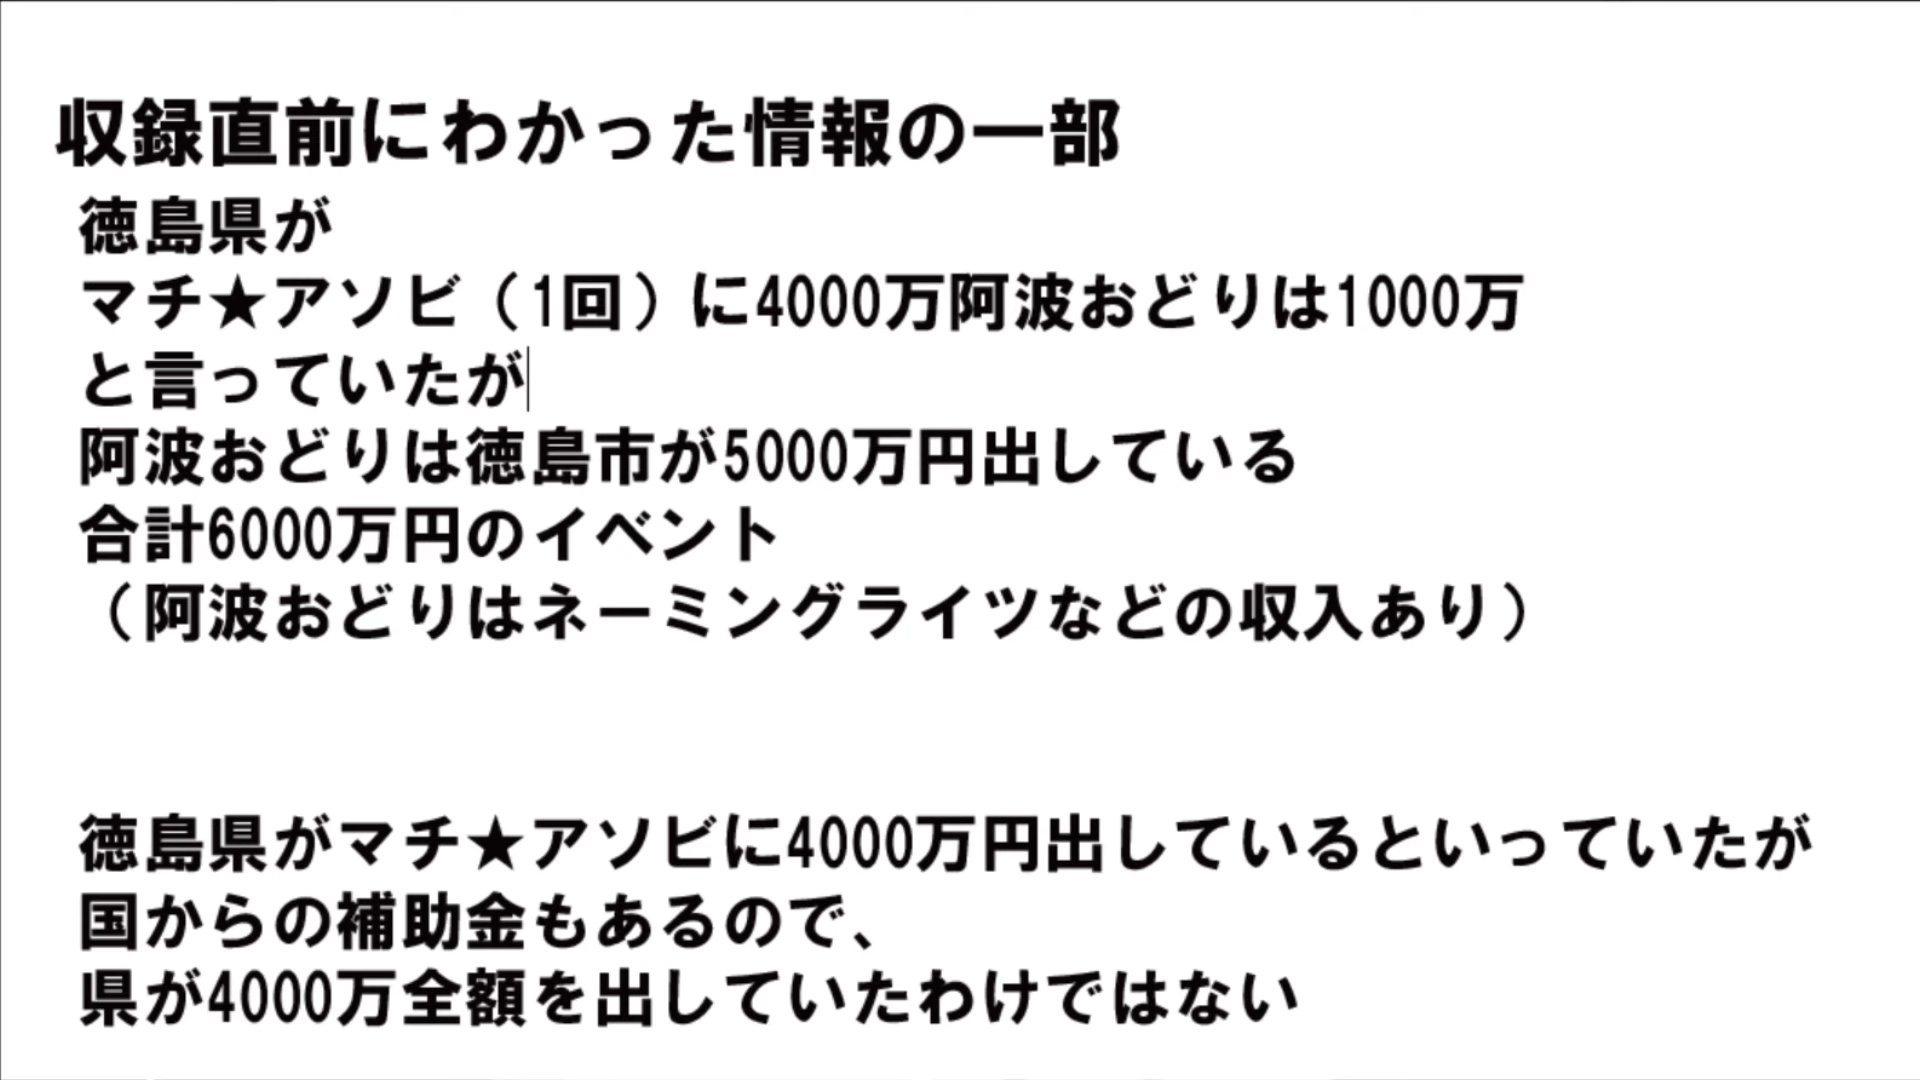 収録直前にわかった情報の一部
徳島県が
マチ★アソビ（1回）に4000万阿波おどりは1000万
と言っていたが
阿波おどりは徳島市が5000万円出している
合計6000万円のイベント
（阿波おどりはネーミングライツなどの収入あり）
徳島県がマチ★アソビに4000万円出しているといっていたが
国からの補助金もあるので、
県が4000万全額を出していたわけではない